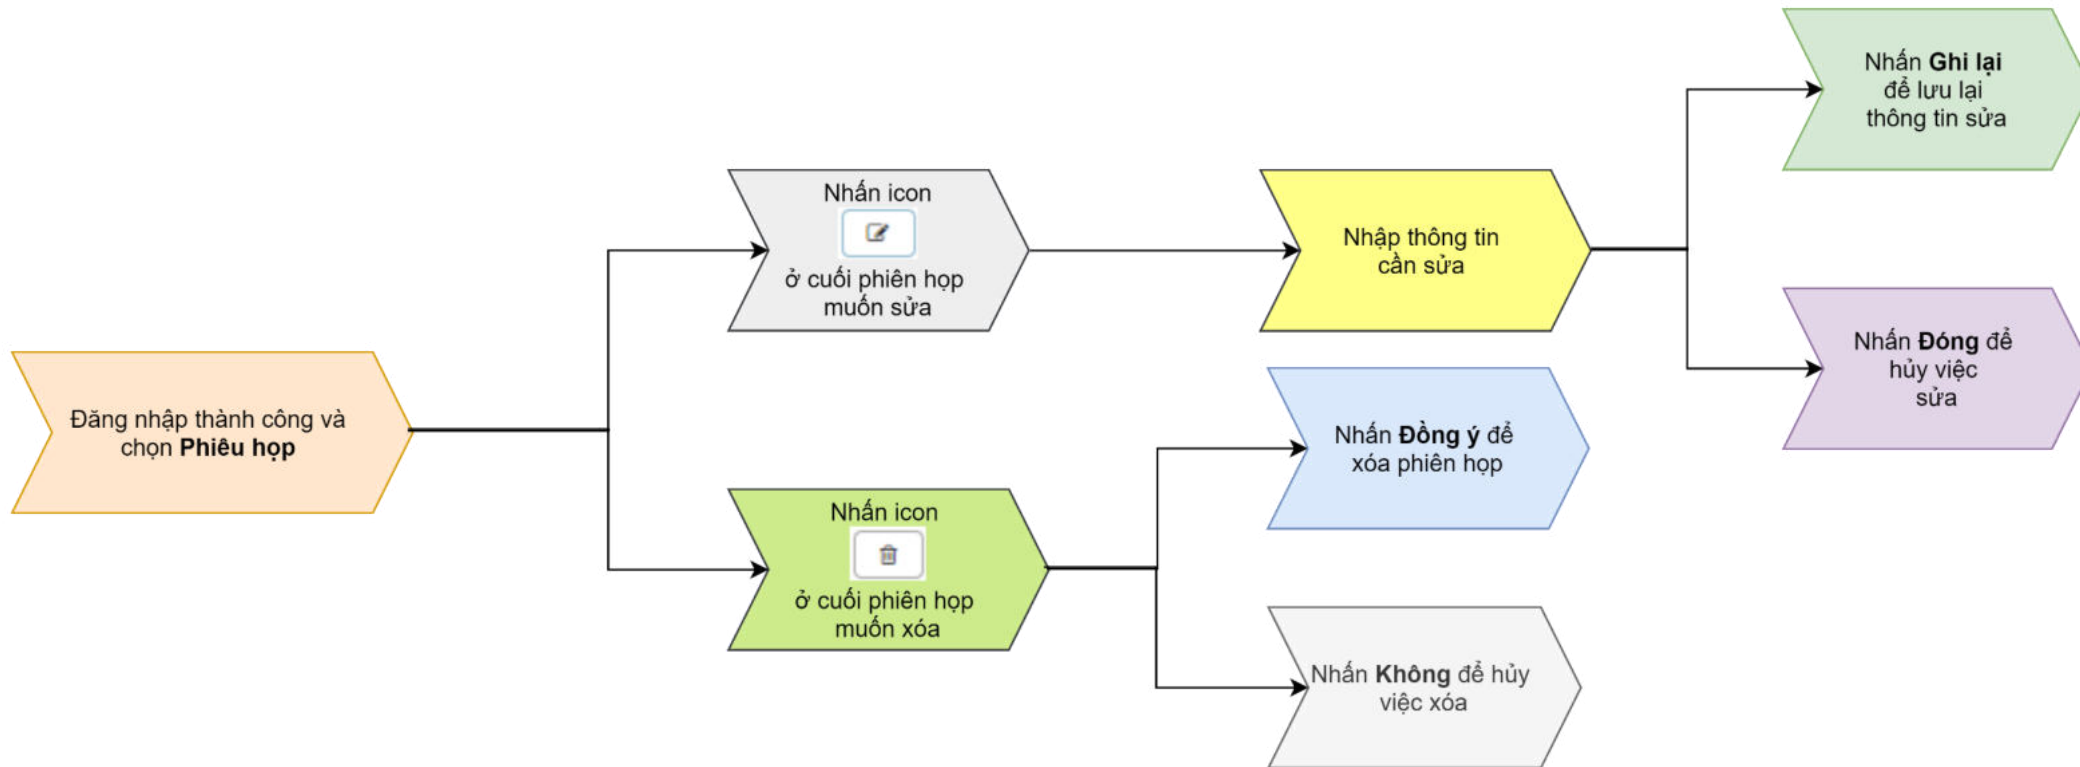 Đăng nhập thành công và
chọn Phiêu họp
Nhấn icon
ở cuối phiên họp
muốn sửa
Nhập thông tin
cần sửa
Nhấn Ghi lại
để lưu lại
thông tin sửa
Nhấn Đóng để
hủy việc
sửa
Nhấn icon
ở cuối phiên họp
muốn xóa
Nhấn Đồng ý để
xóa phiên họp
Nhấn Không để hủy
việc xóa